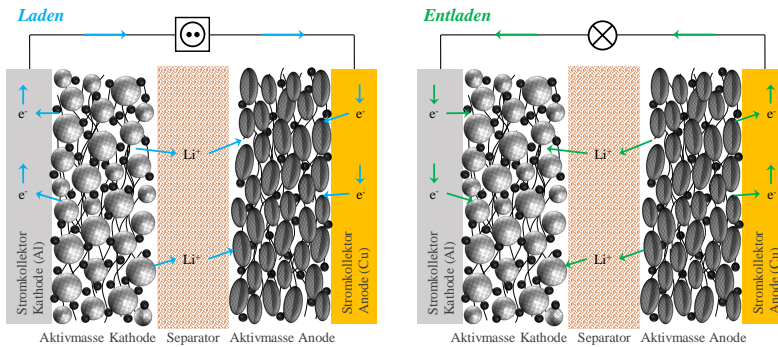 Laden
e-
e-
Stromkollektor
Kathode (Al)
Li+
Li+
e-
e-
Stromkollektor
Anode (Cu)
Aktivmasse Kathode
Separator
Aktivmasse Anode
Entladen
e-
e-
Stromkollektor
Kathode (Al)
Li+
Li+
e-
e-
Stromkollektor
Anode (Cu)
Aktivmasse Kathode
Separator
Aktivmasse Anode